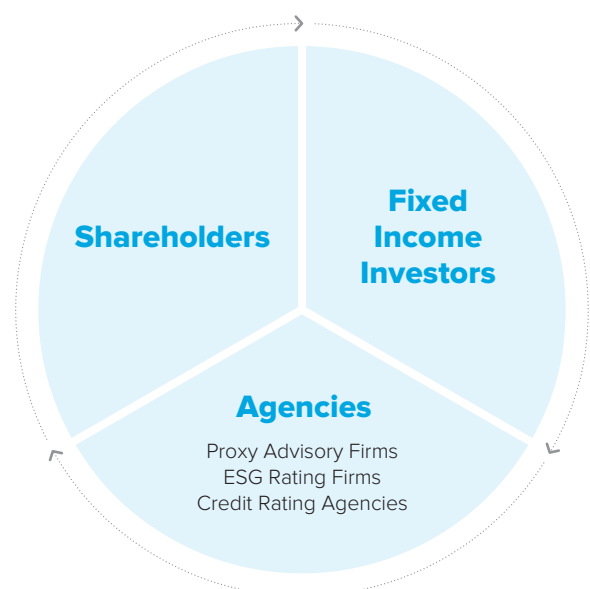 Shareholders
Fixed
Income
Investors
Agencies
Proxy Advisory Firms
ESG Rating Firms
Credit Rating Agencies